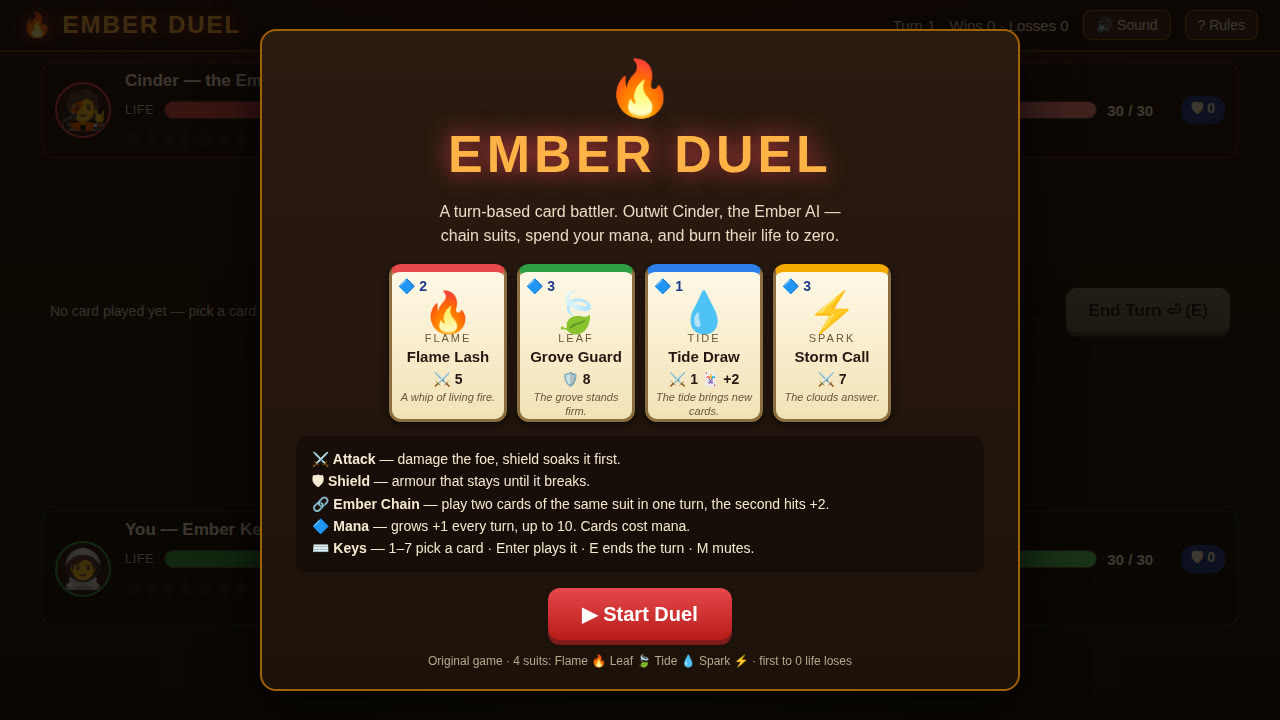 EMBER DUEL
Turn 1 Wins 0 · Losses 0
Sound
? Rules
Cinder — the Em
LIFE
30 / 30
0
EMBER DUEL
A turn-based card battler. Outwit Cinder, the Ember AI —
chain suits, spend your mana, and burn their life to zero.
2
FLAME
Flame Lash
5
A whip of living fire.
3
LEAF
Grove Guard
8
The grove stands
firm.
1
TIDE
Tide Draw
1 +2
The tide brings new
cards.
3
SPARK
Storm Call
7
The clouds answer.
No card played yet — pick a card
End Turn ⏎ (E)
Attack — damage the foe, shield soaks it first.
Shield — armour that stays until it breaks.
Ember Chain — play two cards of the same suit in one turn, the second hits +2.
Mana — grows +1 every turn, up to 10. Cards cost mana.
Keys — 1–7 pick a card · Enter plays it · E ends the turn · M mutes.
You — Ember Ke
LIFE
30 / 30
0
▶ Start Duel
Original game · 4 suits: Flame 🔥 Leaf 🍃 Tide 💧 Spark ⚡ · first to 0 life loses